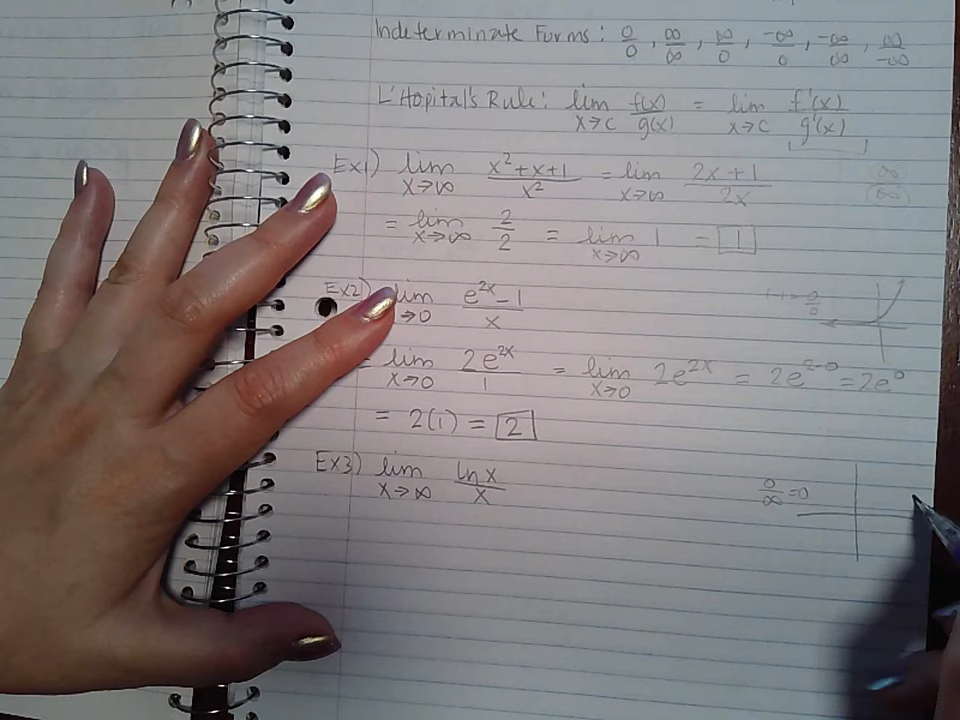 Indeterminate Forms: 0/0, ∞/∞, ∞/0, -∞/0, -∞/∞, ∞/-∞
L'Hopital's Rule: lim x→c f(x)/g(x) = lim x→c f'(x)/g'(x)
Ex1) lim x→∞ x²+x+1/x² = lim x→∞ 2x+1/2x ∞/∞
= lim x→∞ 2/2 = lim x→∞ 1 = 1
Ex2) lim →0 e^2x-1/x 0/0
= lim x→0 2e^2x/1 = lim x→0 2e^2x = 2e^2·0 = 2e^0
= 2(1) = 2
Ex3) lim x→∞ ln x/x 0/∞ = 0